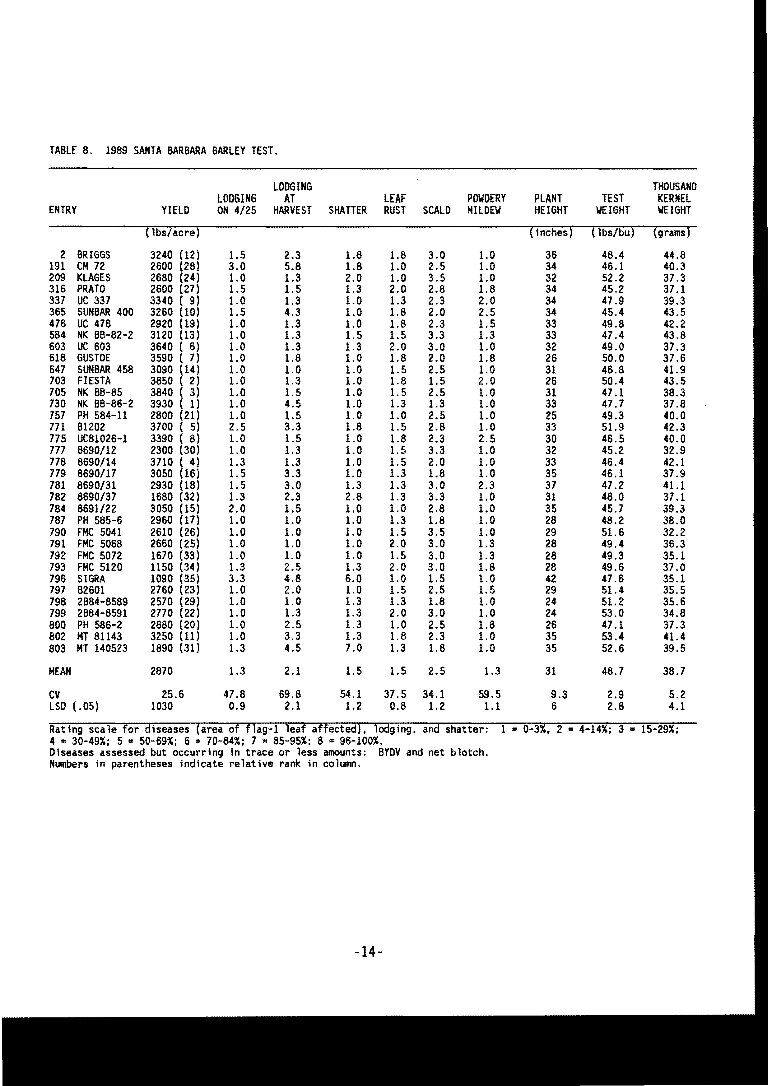 TABLE 8. 1989 SANTA BARBARA BARLEY TEST.
LODGING THOUSAND
LODGING AT LEAF POWDERY PLANT TEST KERNEL
ENTRY YIELD ON 4/25 HARVEST SHATTER RUST SCALD MILDEW HEIGHT WEIGHT WEIGHT
(lbs/acre) (inches) (lbs/bu) (grams)
2 BRIGGS 3240 (12) 1.5 2.3 1.8 1.8 3.0 1.0 36 48.4 44.8
191 CM 72 2600 (28) 3.0 5.8 1.8 1.0 2.5 1.0 34 46.1 40.3
209 KLAGES 2680 (24) 1.0 1.3 2.0 1.0 3.5 1.0 32 52.2 37.3
316 PRATO 2600 (27) 1.5 1.5 1.3 2.0 2.8 1.8 34 45.2 37.1
337 UC 337 3340 ( 9) 1.0 1.3 1.0 1.3 2.3 2.0 34 47.9 39.3
365 SUNBAR 400 3260 (10) 1.5 4.3 1.0 1.8 2.0 2.5 34 45.4 43.5
476 UC 476 2920 (19) 1.0 1.3 1.0 1.8 2.3 1.5 33 49.8 42.2
584 NK BB-82-2 3120 (13) 1.0 1.3 1.5 1.5 3.3 1.3 33 47.4 43.8
603 UC 603 3640 ( 6) 1.0 1.3 1.3 2.0 3.0 1.0 32 49.0 37.3
618 GUSTOE 3590 ( 7) 1.0 1.8 1.0 1.8 2.0 1.8 26 50.0 37.6
647 SUNBAR 458 3090 (14) 1.0 1.0 1.0 1.5 2.5 1.0 31 46.8 41.9
703 FIESTA 3850 ( 2) 1.0 1.3 1.0 1.8 1.5 2.0 26 50.4 43.5
705 NK BB-85 3840 ( 3) 1.0 1.5 1.0 1.5 2.5 1.0 31 47.1 38.3
730 NK BB-86-2 3930 ( 1) 1.0 4.5 1.0 1.3 1.3 1.0 33 47.7 37.8
757 PH 584-11 2800 (21) 1.0 1.5 1.0 1.0 2.5 1.0 25 49.3 40.0
771 B1202 3700 ( 5) 2.5 3.3 1.8 1.5 2.8 1.0 33 51.9 42.3
775 UC81026-1 3390 ( 8) 1.0 1.5 1.0 1.8 2.3 2.5 30 46.5 40.0
777 8690/12 2300 (30) 1.0 1.3 1.0 1.5 3.3 1.0 32 45.2 32.9
778 8690/14 3710 ( 4) 1.3 1.3 1.0 1.5 2.0 1.0 33 46.4 42.1
779 8690/17 3050 (16) 1.5 3.3 1.0 1.3 1.8 1.0 35 46.1 37.9
781 8690/31 2930 (18) 1.5 3.0 1.3 1.3 3.0 2.3 37 47.2 41.1
782 8690/37 1680 (32) 1.3 2.3 2.8 1.3 3.3 1.0 31 48.0 37.1
784 8691/22 3050 (15) 2.0 1.5 1.0 1.0 2.8 1.0 35 45.7 39.3
787 PH 585-6 2960 (17) 1.0 1.0 1.0 1.3 1.8 1.0 28 48.2 38.0
790 FMC 5041 2610 (26) 1.0 1.0 1.0 1.5 3.5 1.0 29 51.6 32.2
791 FMC 5068 2660 (25) 1.0 1.0 1.0 2.0 3.0 1.3 28 49.4 36.3
792 FMC 5072 1670 (33) 1.0 1.0 1.0 1.5 3.0 1.3 28 49.3 35.1
793 FMC 5120 1150 (34) 1.3 2.5 1.3 2.0 3.0 1.8 28 49.6 37.0
796 SIGRA 1090 (35) 3.3 4.8 6.0 1.0 1.5 1.0 42 47.6 35.1
797 B2601 2760 (23) 1.0 2.0 1.0 1.5 2.5 1.5 29 51.4 35.5
798 2B84-8589 2570 (29) 1.0 1.0 1.3 1.3 1.8 1.0 24 51.2 35.6
799 2B84-8591 2770 (22) 1.0 1.3 1.3 2.0 3.0 1.0 24 53.0 34.8
800 PH 586-2 2880 (20) 1.0 2.5 1.3 1.0 2.5 1.8 26 47.1 37.3
802 MT 81143 3250 (11) 1.0 3.3 1.3 1.8 2.3 1.0 35 53.4 41.4
803 MT 140523 1890 (31) 1.3 4.5 7.0 1.3 1.8 1.0 35 52.6 39.5
MEAN 2870 1.3 2.1 1.5 1.5 2.5 1.3 31 48.7 38.7
CV 25.6 47.8 69.8 54.1 37.5 34.1 59.5 9.3 2.9 5.2
LSD (.05) 1030 0.9 2.1 1.2 0.8 1.2 1.1 6 2.8 4.1
Rating scale for diseases (area of flag-1 leaf affected), lodging, and shatter: 1 = 0-3%, 2 = 4-14%; 3 = 15-29%;
4 = 30-49%; 5 = 50-69%; 6 = 70-84%; 7 = 85-95%; 8 = 96-100%.
Diseases assessed but occurring in trace or less amounts: BYDV and net blotch.
Numbers in parentheses indicate relative rank in column.
-14-